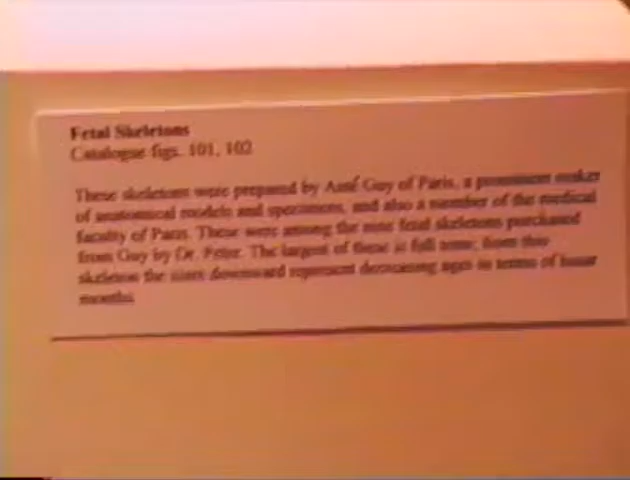 Fetal Skeletons
Catalogue figs. 101, 102
These skeletons were prepared by Guy of Paris, a prominent maker
of anatomical models and specimens, and also a member of the medical
faculty of Paris. These were among the nine fetal skeletons purchased
from Guy by Dr. The largest of these is full term; from this
skeleton the sizes downward represent decreasing ages in terms of lunar
months